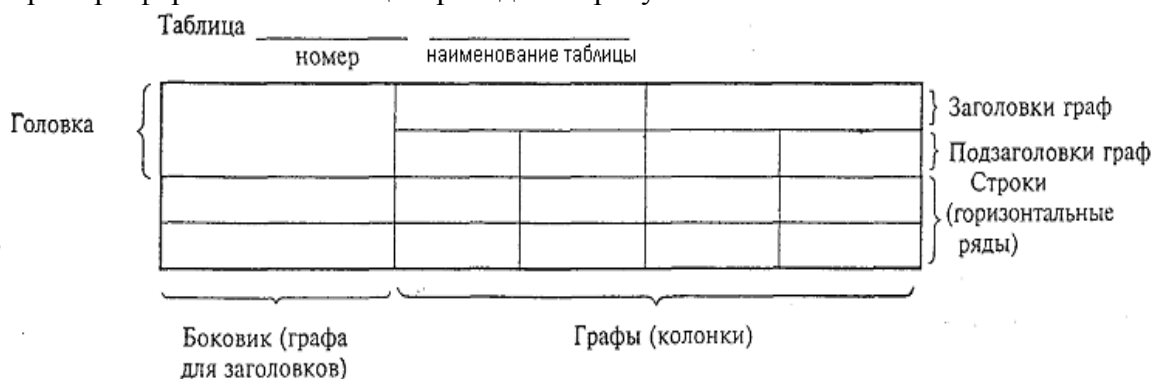 Таблица
номер
наименование таблицы
Головка
Заголовки граф
Подзаголовки граф
Строки
(горизонтальные
ряды)
Боковик (графа
для заголовков)
Графы (колонки)